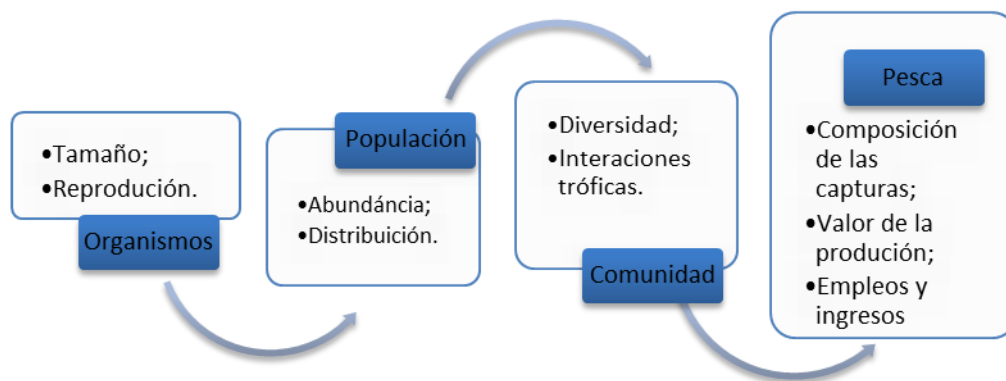 •Tamaño;
•Reprodución.
Organismos
Populación
•Abundáncia;
•Distribuición.
•Diversidad;
•Interaciones
tróficas.
Comunidad
Pesca
•Composición
de las
capturas;
•Valor de la
produción;
•Empleos y
ingresos